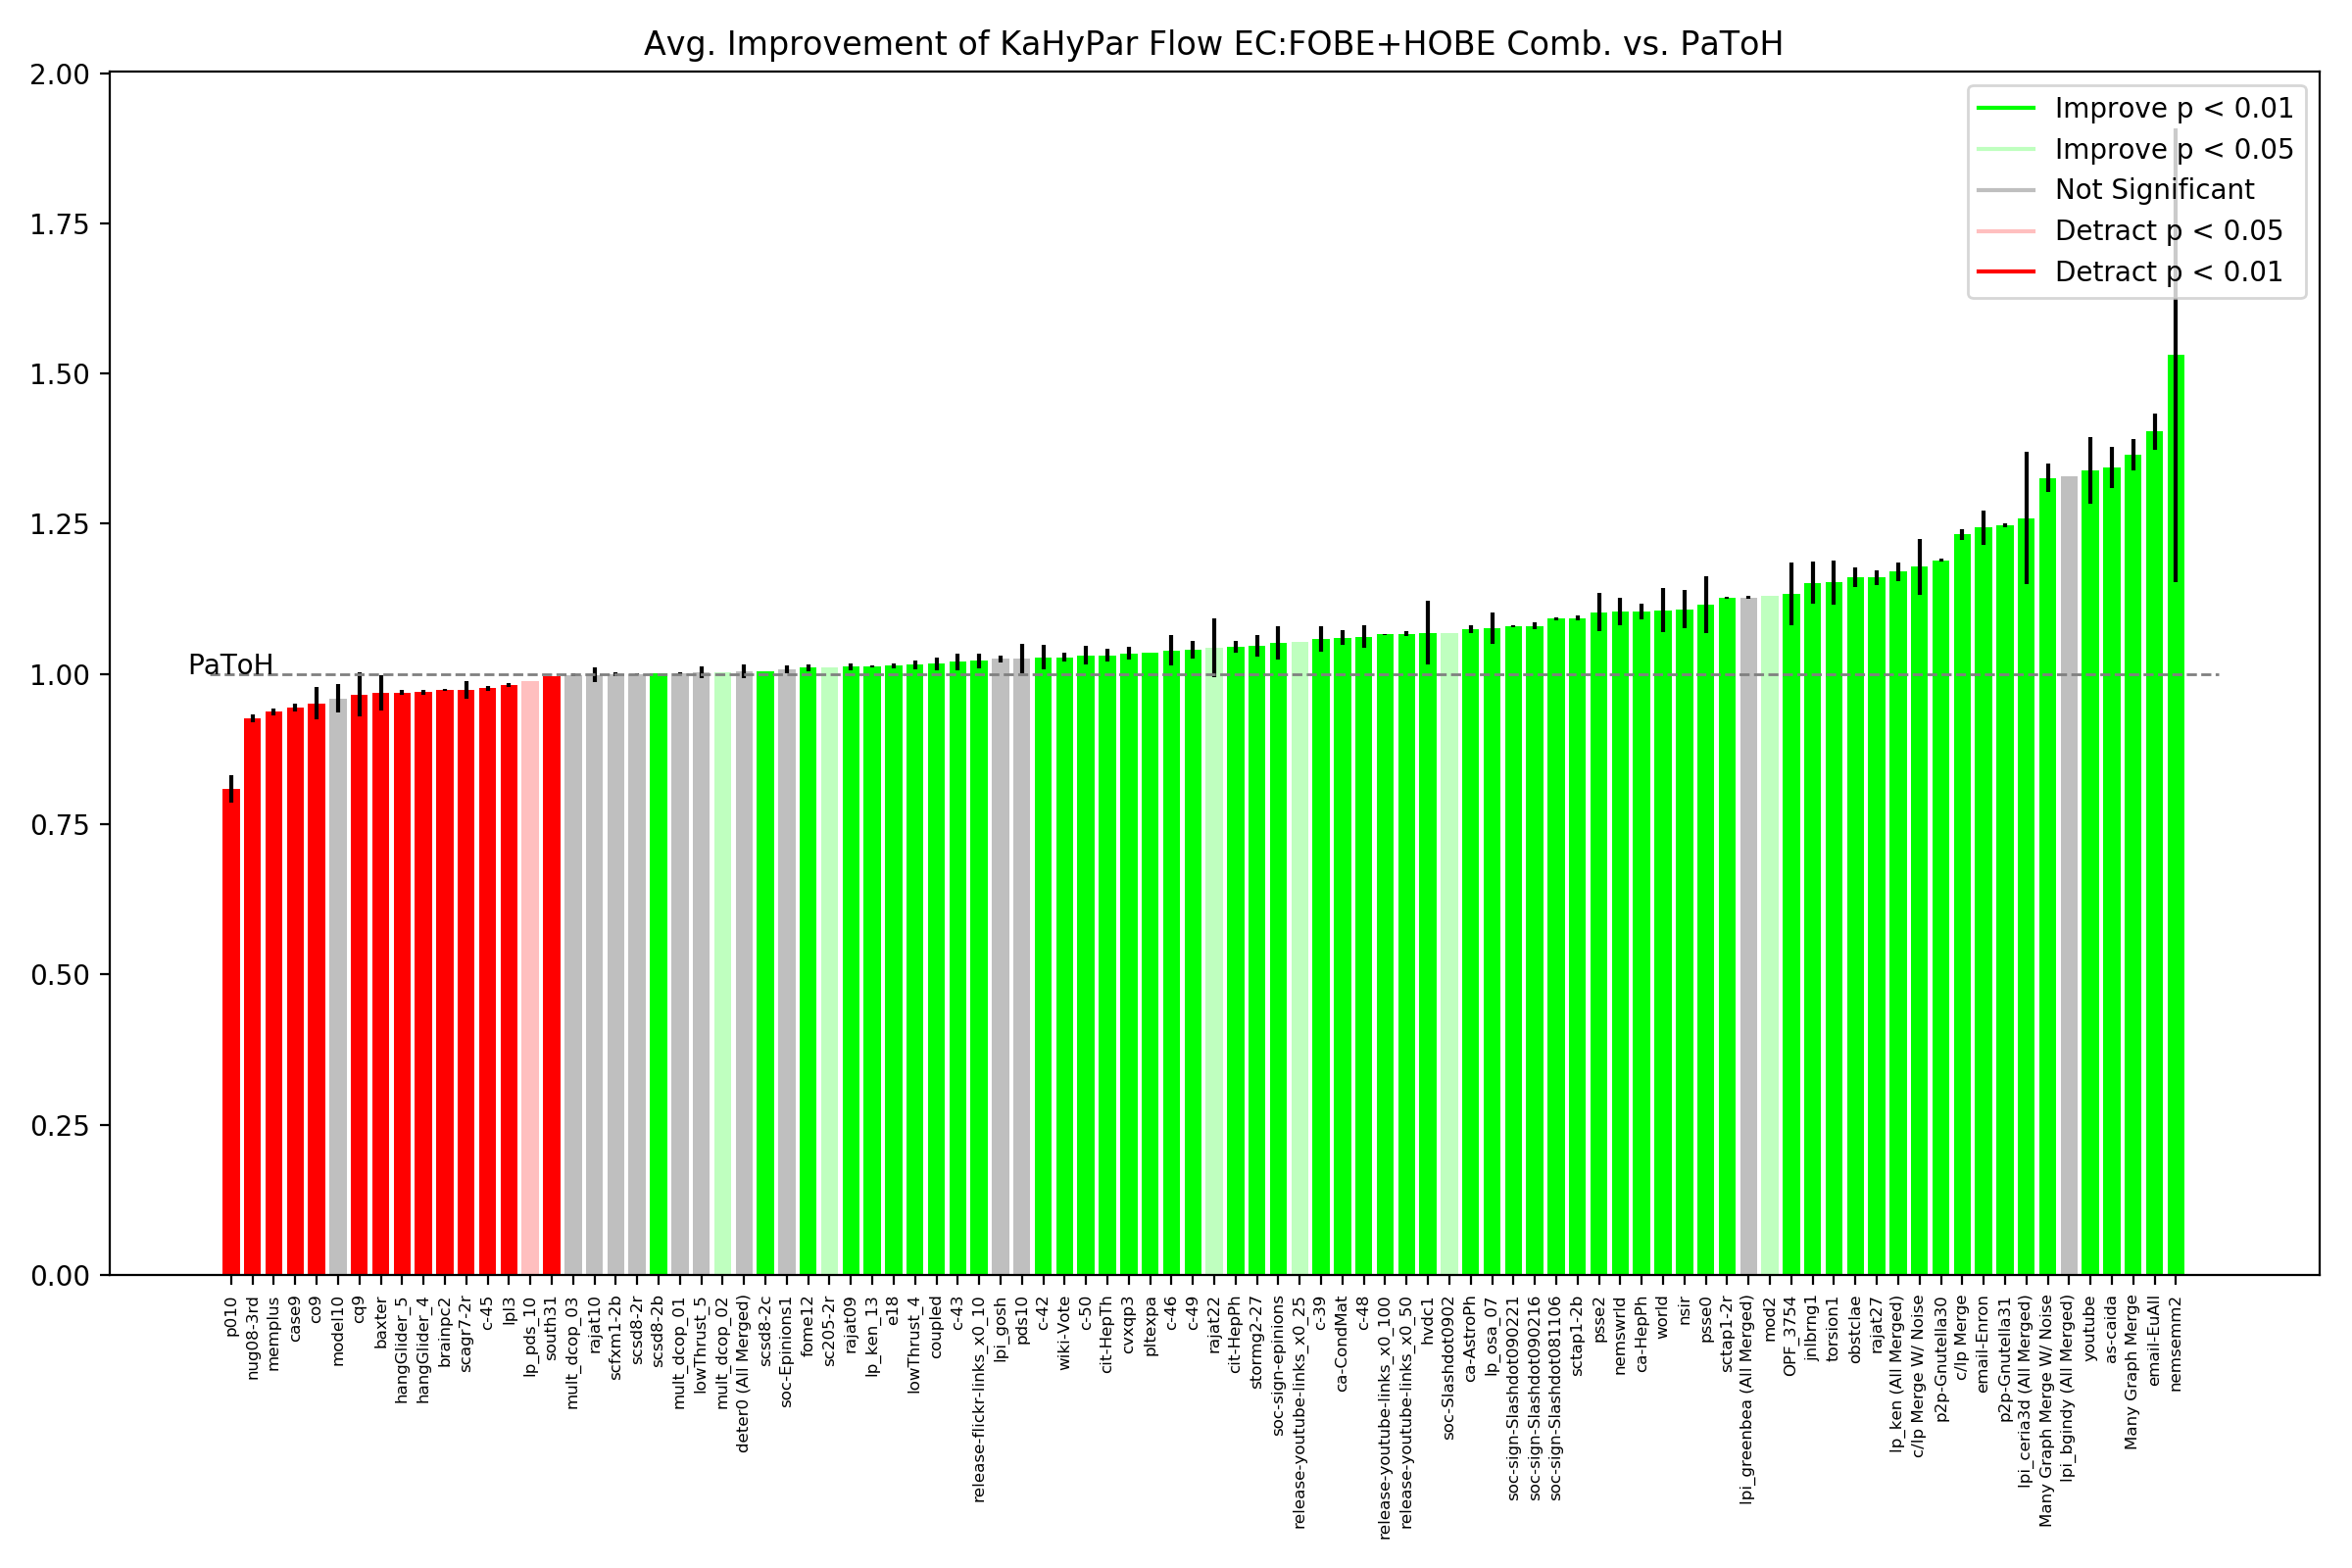 Avg. Improvement of KaHyPar Flow EC:FOBE+HOBE Comb. vs. PaToH
2.00
1.75
1.50
1.25
1.00
0.75
0.50
0.25
0.00
Improve p < 0.01
Improve p < 0.05
Not Significant
Detract p < 0.05
Detract p < 0.01
PaToH
p010
nug08-3rd
memplus
case9
co9
model10
cq9
baxter
hangGlider_5
hangGlider_4
brainpc2
scagr7-2r
c-45
lpl3
lp_pds_10
south31
mult_dcop_03
rajat10
scfxm1-2b
scsd8-2r
scsd8-2b
mult_dcop_01
lowThrust_5
mult_dcop_02
deter0 (All Merged)
scsd8-2c
soc-Epinions1
fome12
sc205-2r
rajat09
lp_ken_13
e18
lowThrust_4
coupled
c-43
release-flickr-links_x0_10
lpi_gosh
pds10
c-42
wiki-Vote
c-50
cit-HepTh
cvxqp3
pltexpa
c-46
c-49
rajat22
cit-HepPh
stormg2-27
soc-sign-epinions
release-youtube-links_x0_25
c-39
ca-CondMat
c-48
release-youtube-links_x0_100
release-youtube-links_x0_50
hvdc1
soc-Slashdot0902
ca-AstroPh
lp_osa_07
soc-sign-Slashdot090221
soc-sign-Slashdot090216
soc-sign-Slashdot081106
sctap1-2b
psse2
nemswrld
ca-HepPh
world
nsir
psse0
sctap1-2r
lpi_greenbea (All Merged)
mod2
OPF_3754
jnlbrng1
torsion1
obstclae
rajat27
lp_ken (All Merged)
c/lp Merge W/ Noise
p2p-Gnutella30
c/lp Merge
email-Enron
p2p-Gnutella31
lpi_ceria3d (All Merged)
Many Graph Merge W/ Noise
lpi_bgindy (All Merged)
youtube
as-caida
Many Graph Merge
email-EuAll
nemsemm2